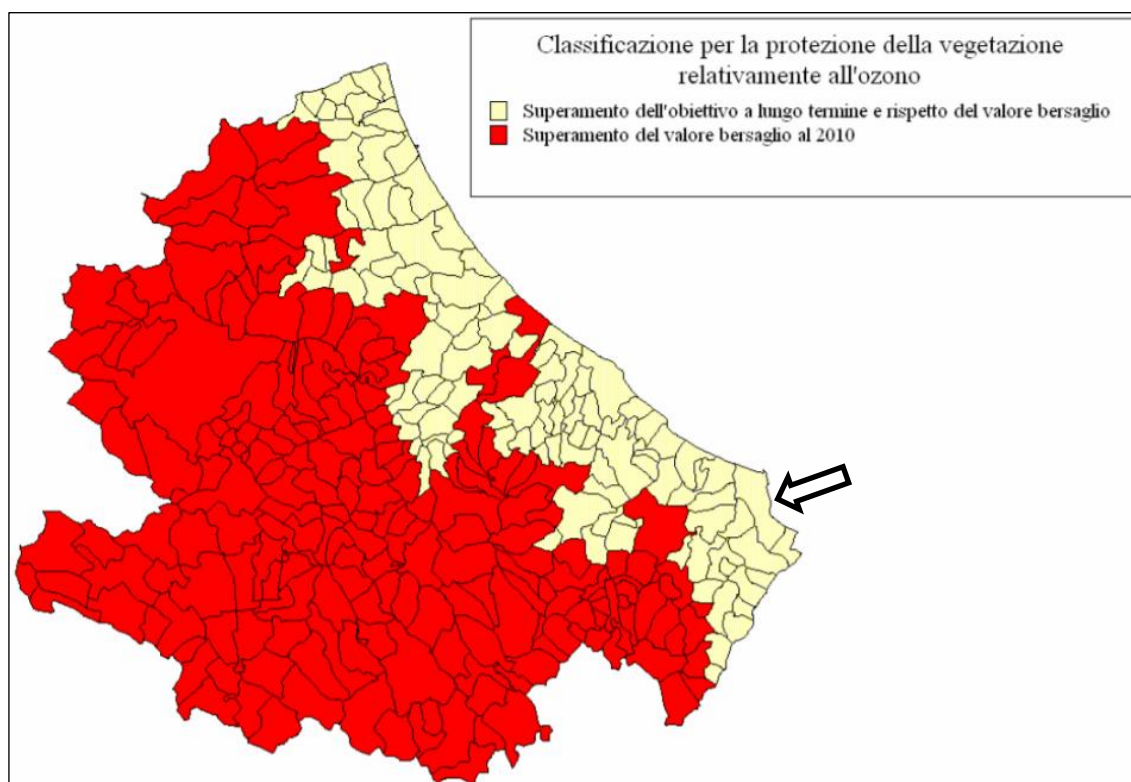 Classificazione per la protezione della vegetazione
relativamente all'ozono
Superamento dell'obiettivo a lungo termine e rispetto del valore bersaglio
Superamento del valore bersaglio al 2010